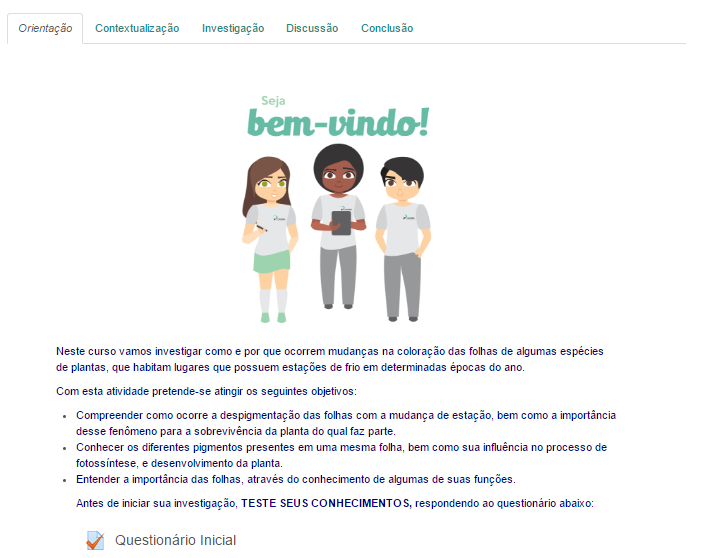 Orientação Contextualização Investigação Discussão Conclusão
Seja
bem-vindo!
Neste curso vamos investigar como e por que ocorrem mudanças na coloração das folhas de algumas espécies
de plantas, que habitam lugares que possuem estações de frio em determinadas épocas do ano.
Com esta atividade pretende-se atingir os seguintes objetivos:
• Compreender como ocorre a despigmentação das folhas com a mudança de estação, bem como a importância
desse fenômeno para a sobrevivência da planta do qual faz parte.
• Conhecer os diferentes pigmentos presentes em uma mesma folha, bem como sua influência no processo de
fotossíntese, e desenvolvimento da planta.
• Entender a importância das folhas, através do conhecimento de algumas de suas funções.
Antes de iniciar sua investigação, TESTE SEUS CONHECIMENTOS, respondendo ao questionário abaixo:
Questionário Inicial